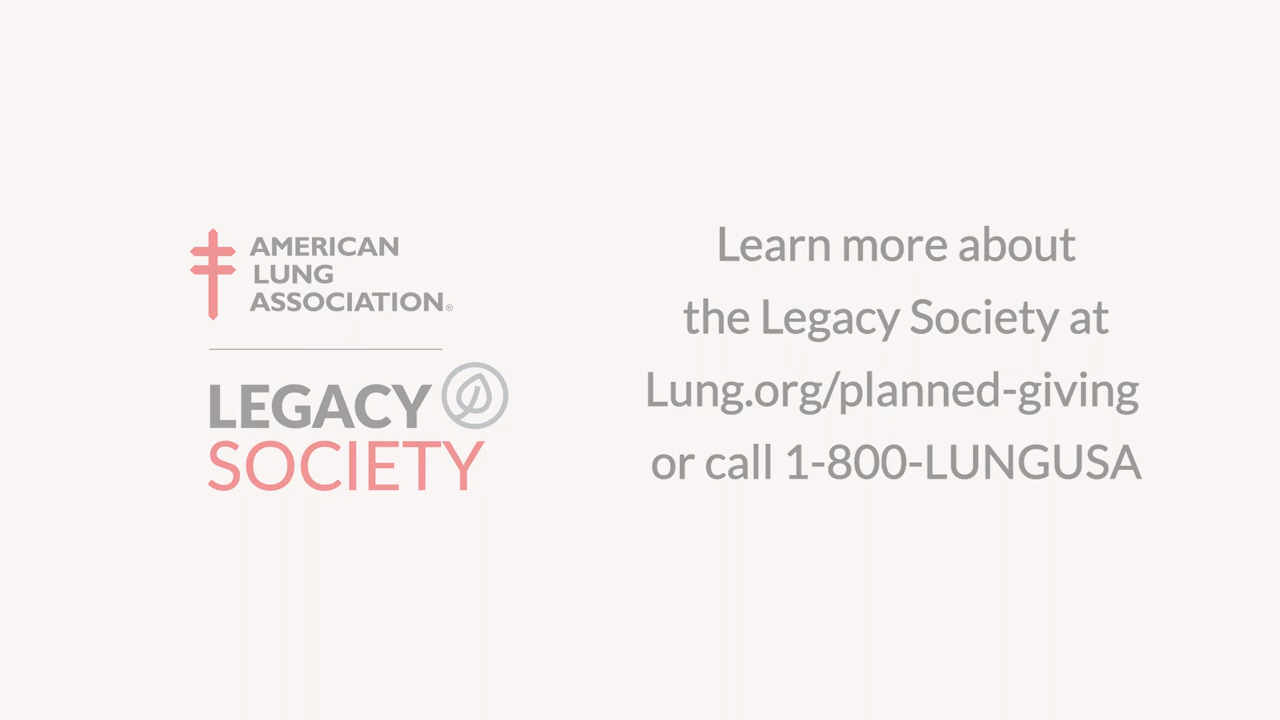 AMERICAN
LUNG
ASSOCIATION®
LEGACY
SOCIETY
Learn more about
the Legacy Society at
Lung.org/planned-giving
or call 1-800-LUNGUSA